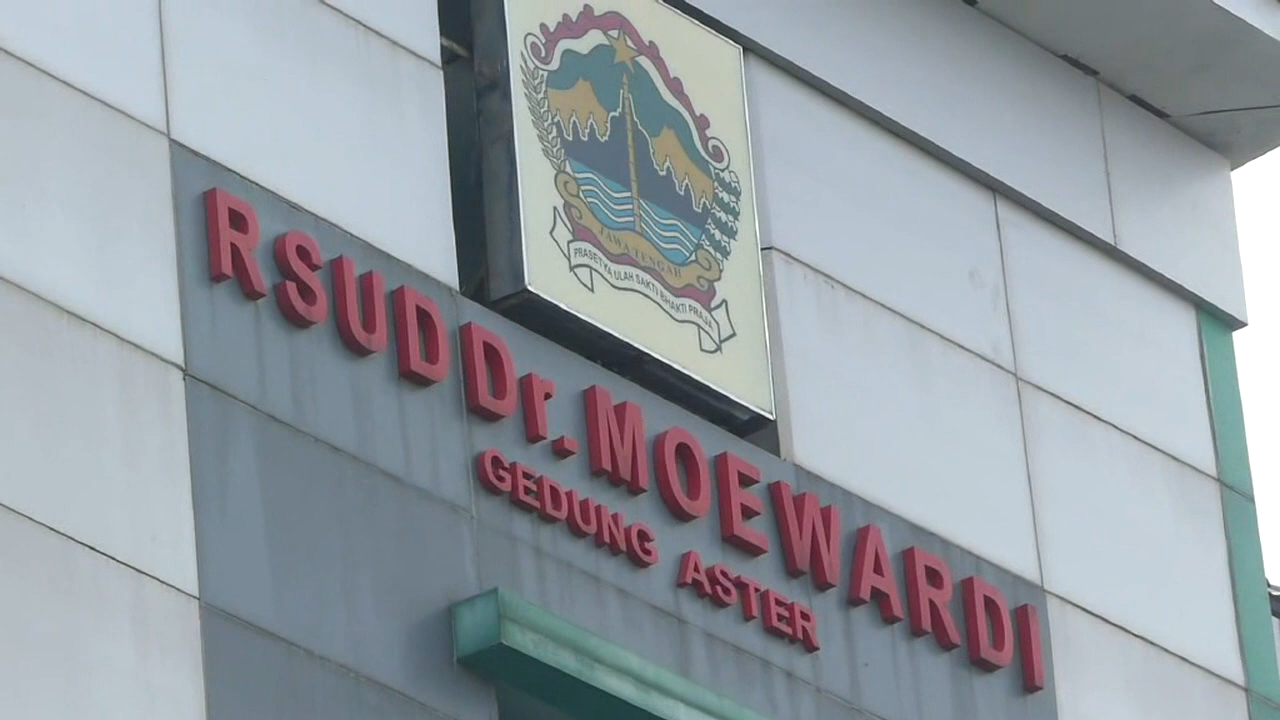 JAWA TENGAH
PRASETYA ULAH SAKTI BHAKTI PRAJA
RSUD Dr. MOEWARDI
GEDUNG ASTER